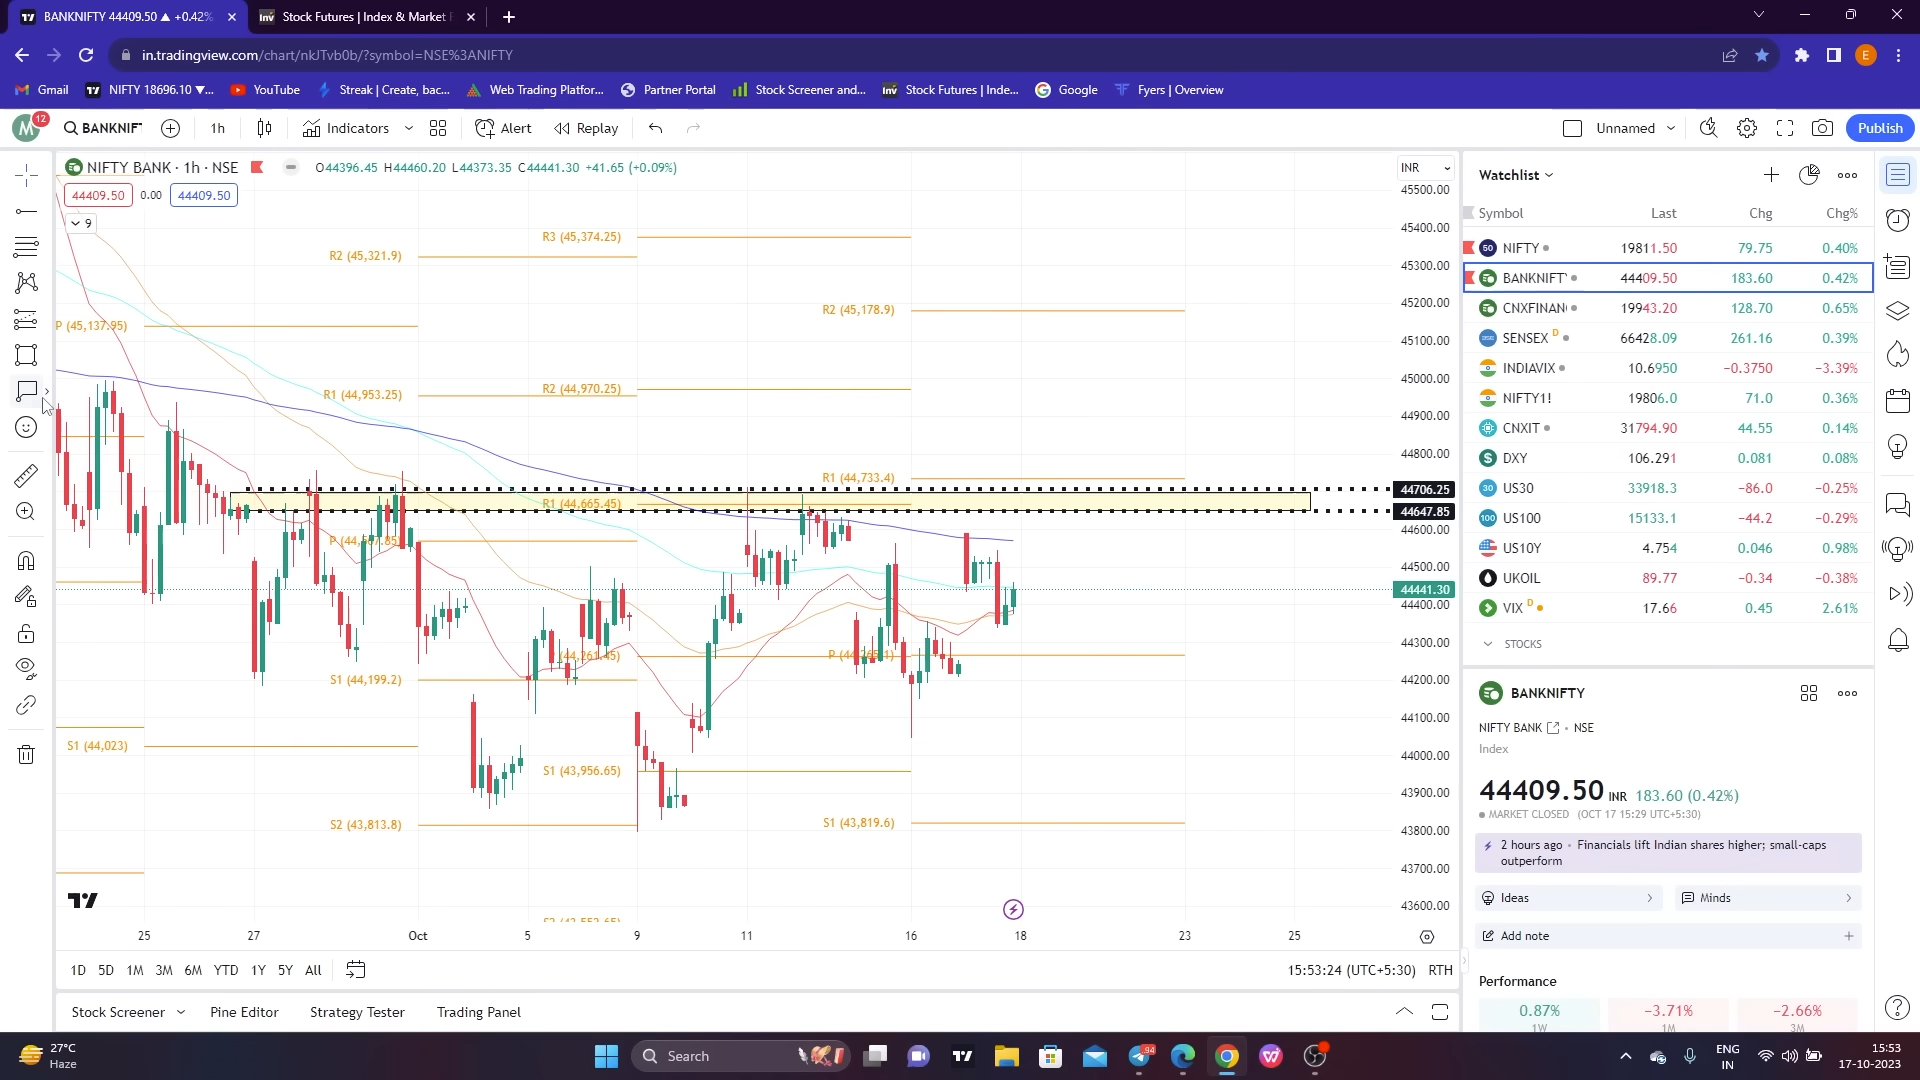 BANKNIFTY 44409.50 ▲ +0.42%
Stock Futures | Index & Market F
in.tradingview.com/chart/nkJTvb0b/?symbol=NSE%3ANIFTY
E
Gmail
NIFTY 18696.10 ▼...
YouTube
Streak | Create, bac...
Web Trading Platfor...
Partner Portal
Stock Screener and...
Inv
Stock Futures | Inde...
Google
Fyers | Overview
M
12
BANKNIF
1h
Indicators
Alert
Replay
Unnamed
Publish
NIFTY BANK · 1h · NSE
O44396.45 H44460.20 L44373.35 C44441.30 +41.65 (+0.09%)
INR
44409.50
0.00
44409.50
9
45500.00
45400.00
45300.00
45200.00
45100.00
45000.00
44900.00
44800.00
44706.25
44647.85
44600.00
44500.00
44441.30
44400.00
44300.00
44200.00
44100.00
44000.00
43900.00
43800.00
43700.00
43600.00
R3 (45,374.25)
R2 (45,321.9)
R2 (45,178.9)
P (45,137.95)
R2 (44,970.25)
R1 (44,953.25)
R1 (44,733.4)
R1 (44,665.45)
P (44,567.85)
P (44,265.1)
(44,261.45)
S1 (44,199.2)
S1 (44,023)
S1 (43,956.65)
S2 (43,813.8)
S1 (43,819.6)
25
27
Oct
5
9
11
16
18
23
25
1D
5D
1M
3M
6M
YTD
1Y
5Y
All
15:53:24 (UTC+5:30)
RTH
Stock Screener
Pine Editor
Strategy Tester
Trading Panel
Watchlist
Symbol Last Chg Chg%
NIFTY 19811.50 79.75 0.40%
BANKNIFTY 44409.50 183.60 0.42%
CNXFINAN 19943.20 128.70 0.65%
SENSEX D 66428.09 261.16 0.39%
INDIAVIX 10.6950 −0.3750 −3.39%
NIFTY1! 19806.0 71.0 0.36%
CNXIT 31794.90 44.55 0.14%
DXY 106.291 0.081 0.08%
US30 33918.3 −86.0 −0.25%
US100 15133.1 −44.2 −0.29%
US10Y 4.754 0.046 0.98%
UKOIL 89.77 −0.34 −0.38%
VIX D 17.66 0.45 2.61%
STOCKS
BANKNIFTY
NIFTY BANK · NSE
Index
44409.50 INR 183.60 (0.42%)
MARKET CLOSED (OCT 17 15:29 UTC+5:30)
2 hours ago · Financials lift Indian shares higher; small-caps
outperform
Ideas
Minds
Add note
Performance
0.87% −3.71% −2.66%
1W 1M 3M
27°C
Haze
Search
94
ENG
IN
15:53
17-10-2023